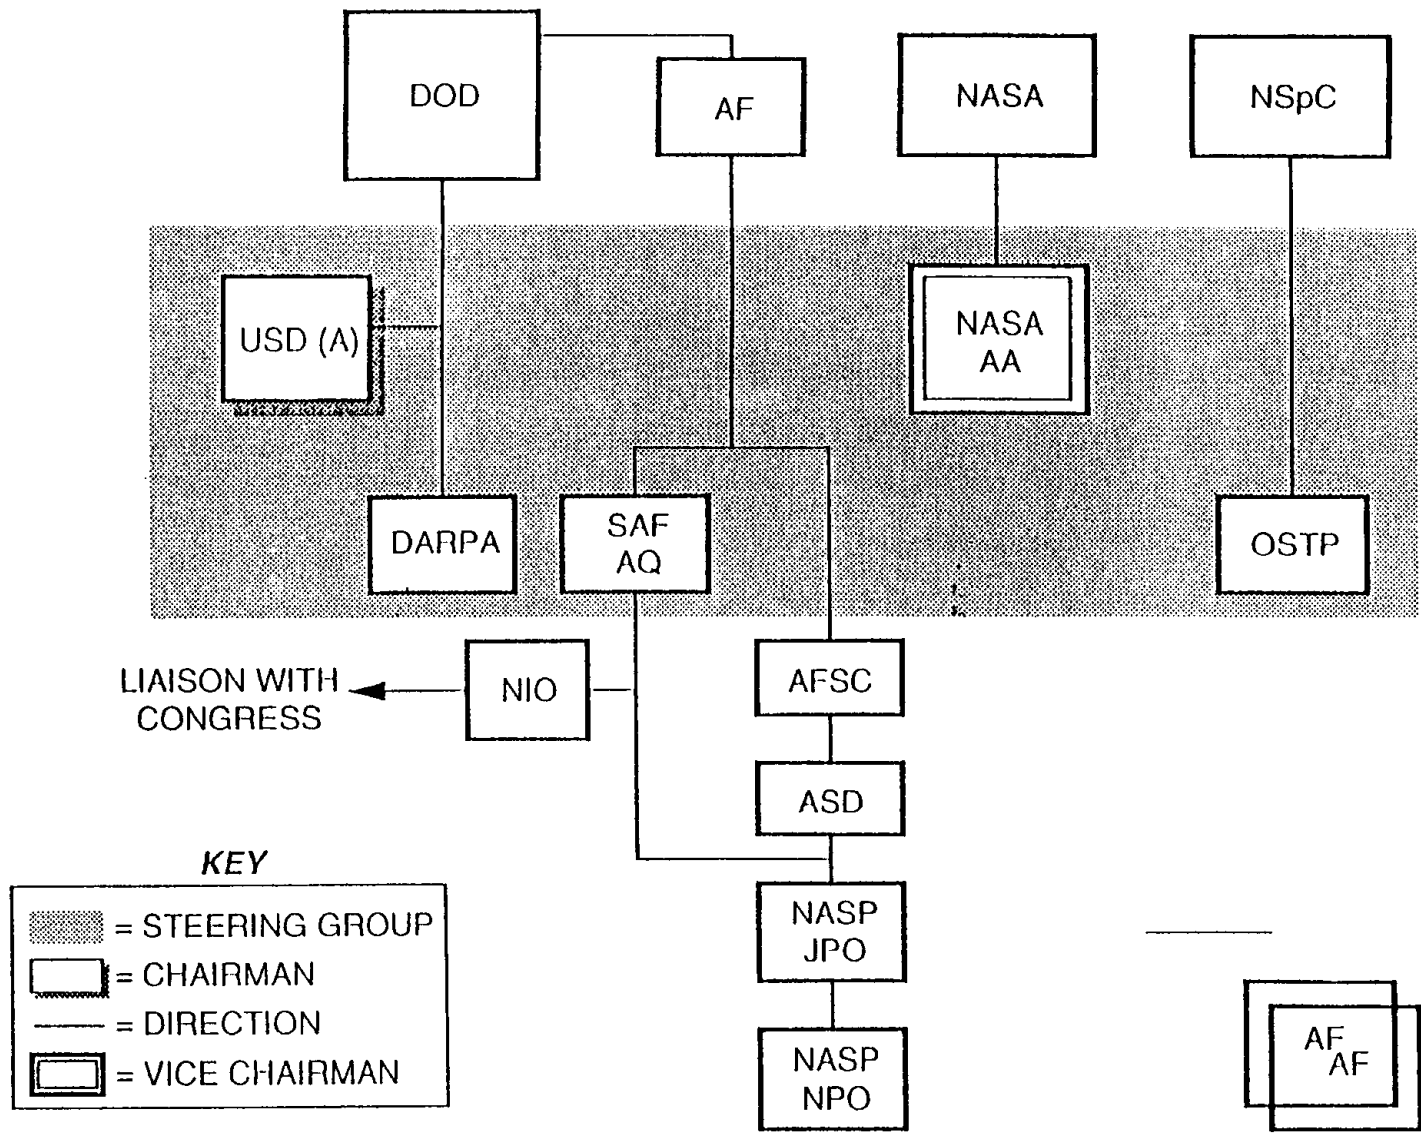 DOD
AF
NASA
NSpC
USD (A)
NASA
AA
DARPA
SAF
AQ
OSTP
LIAISON WITH
CONGRESS
NIO
AFSC
ASD
KEY
= STEERING GROUP
= CHAIRMAN
= DIRECTION
= VICE CHAIRMAN
NASP
JPO
NASP
NPO
AF
AF